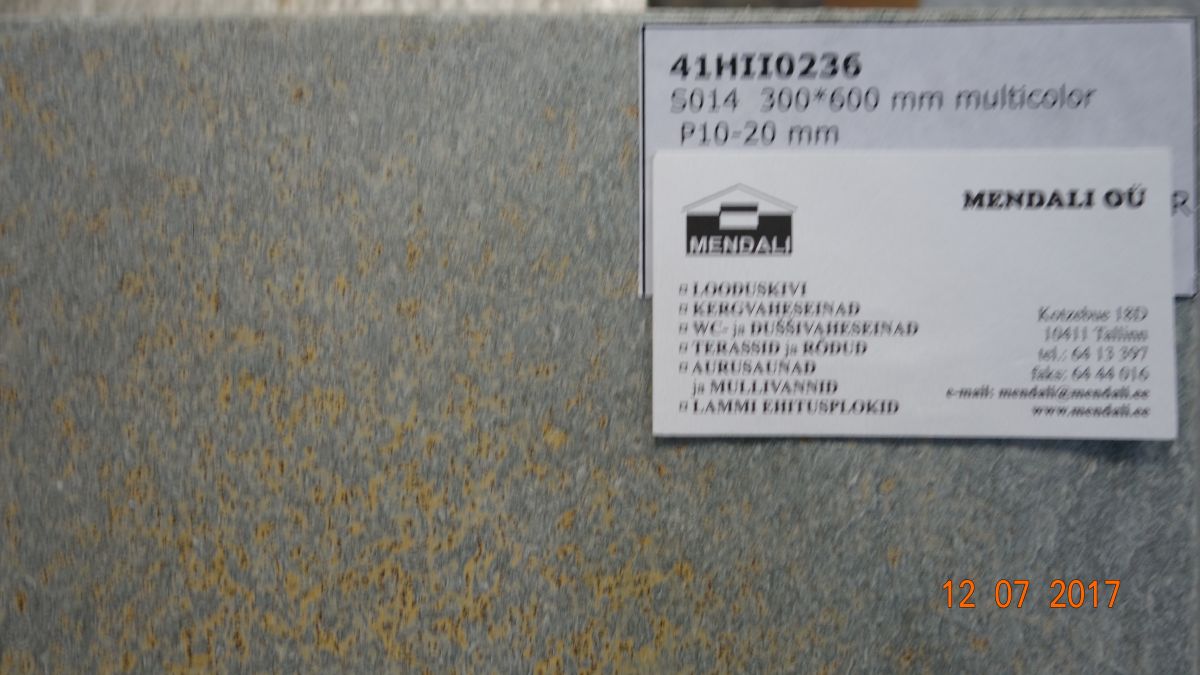 41HII0236
S014 300*600 mm multicolor
P10-20 mm
R
MENDALI
MENDALI OÜ
¤ LOODUSKIVI
¤ KERGVAHESEINAD
¤ WC- ja DUŠŠIVAHESEINAD
¤ TERASSID ja RÕDUD
¤ AURUSAUNAD
ja MULLIVANNID
¤ LAMMI EHITUSPLOKID
Kotzebue 18D
10411 Tallinn
tel.: 64 13 397
faks: 64 44 016
e-mail: mendali@mendali.ee
www.mendali.ee
12 07 2017